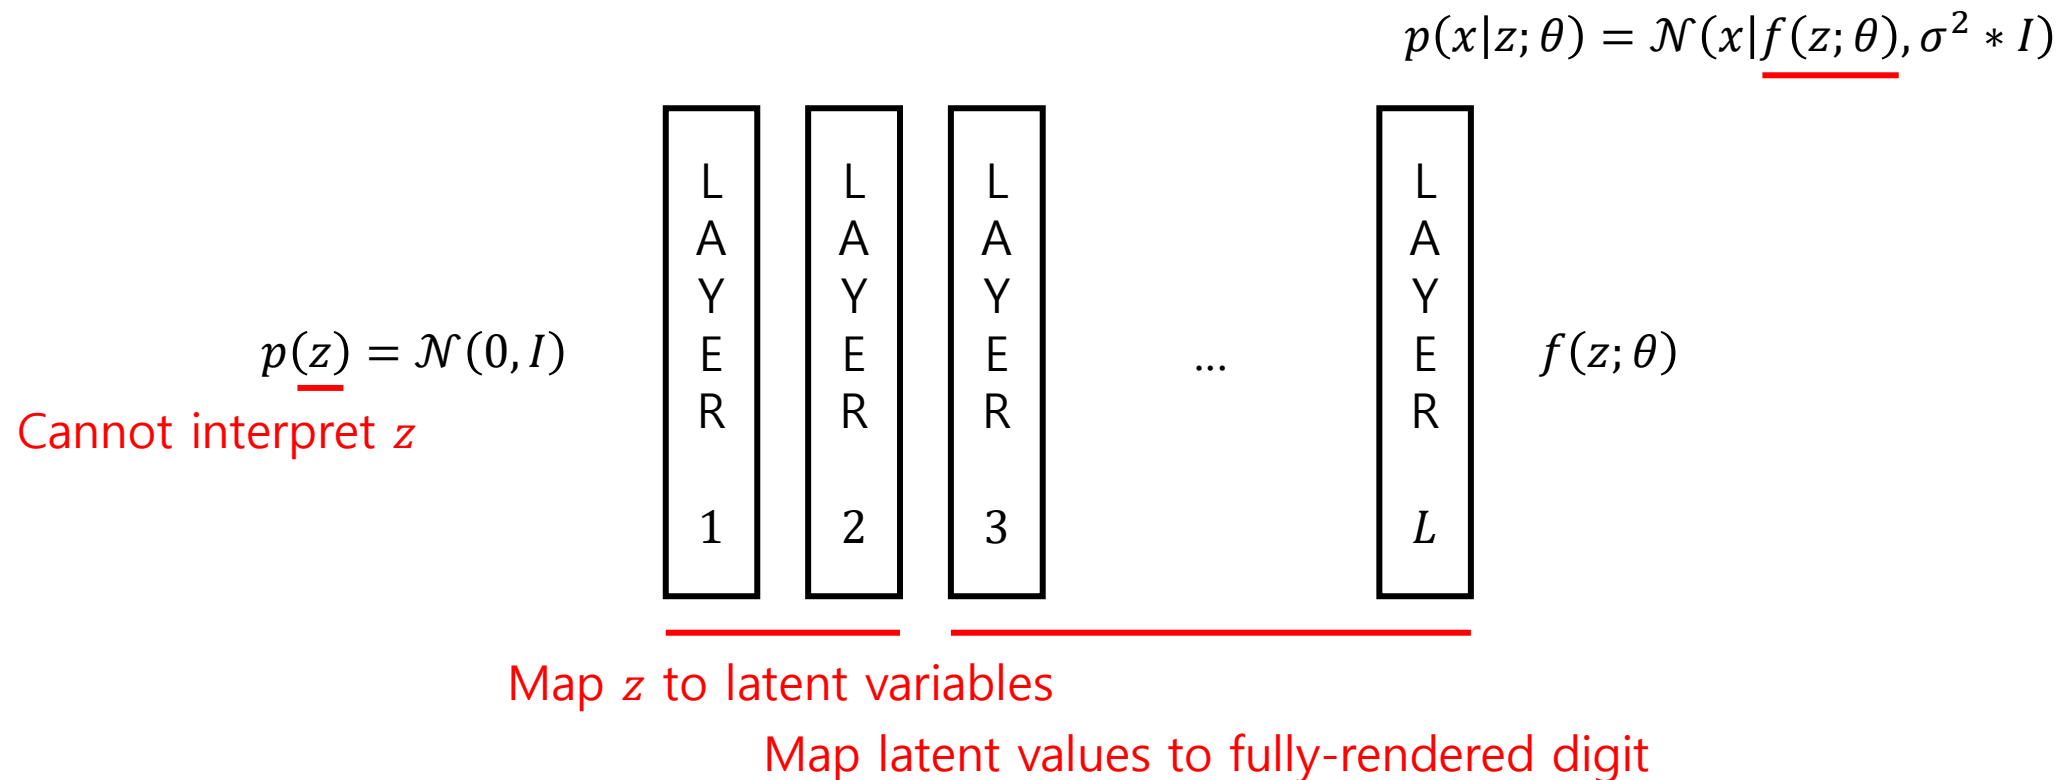 p(x|z; θ) = 𝒩(x|f(z; θ), σ² * I)
LAYER 1
LAYER 2
LAYER 3
...
LAYER L
p(z) = 𝒩(0, I)
f(z; θ)
Cannot interpret z
Map z to latent variables
Map latent values to fully-rendered digit